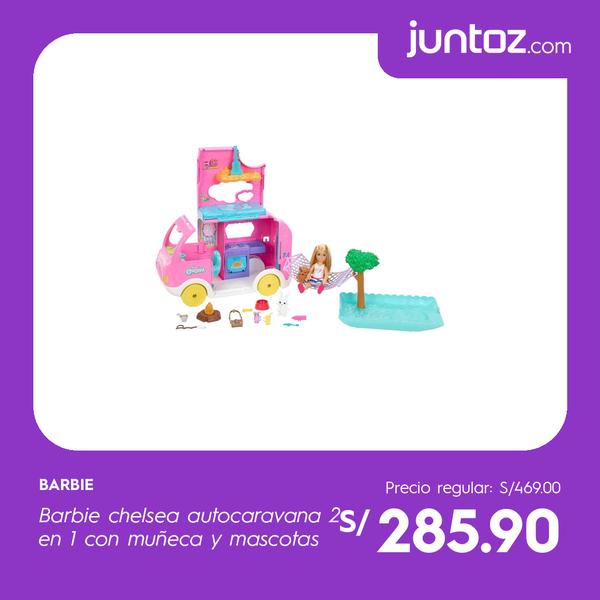 juntoz.com
BARBIE
Precio regular: S/469.00
Barbie chelsea autocaravana 2
en 1 con muñeca y mascotas
S/ 285.90